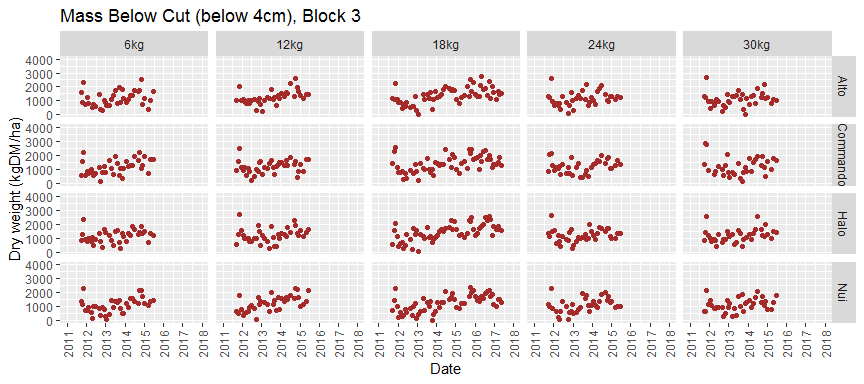 Mass Below Cut (below 4cm), Block 3
6kg 12kg 18kg 24kg 30kg
4000
3000
2000
1000
0
Alto
4000
3000
2000
1000
0
Commando
4000
3000
2000
1000
0
Halo
4000
3000
2000
1000
0
Nui
Dry weight (kgDM/ha)
2011 2012 2013 2014 2015 2016 2017 2018 2011 2012 2013 2014 2015 2016 2017 2018 2011 2012 2013 2014 2015 2016 2017 2018 2011 2012 2013 2014 2015 2016 2017 2018 2011 2012 2013 2014 2015 2016 2017 2018
Date